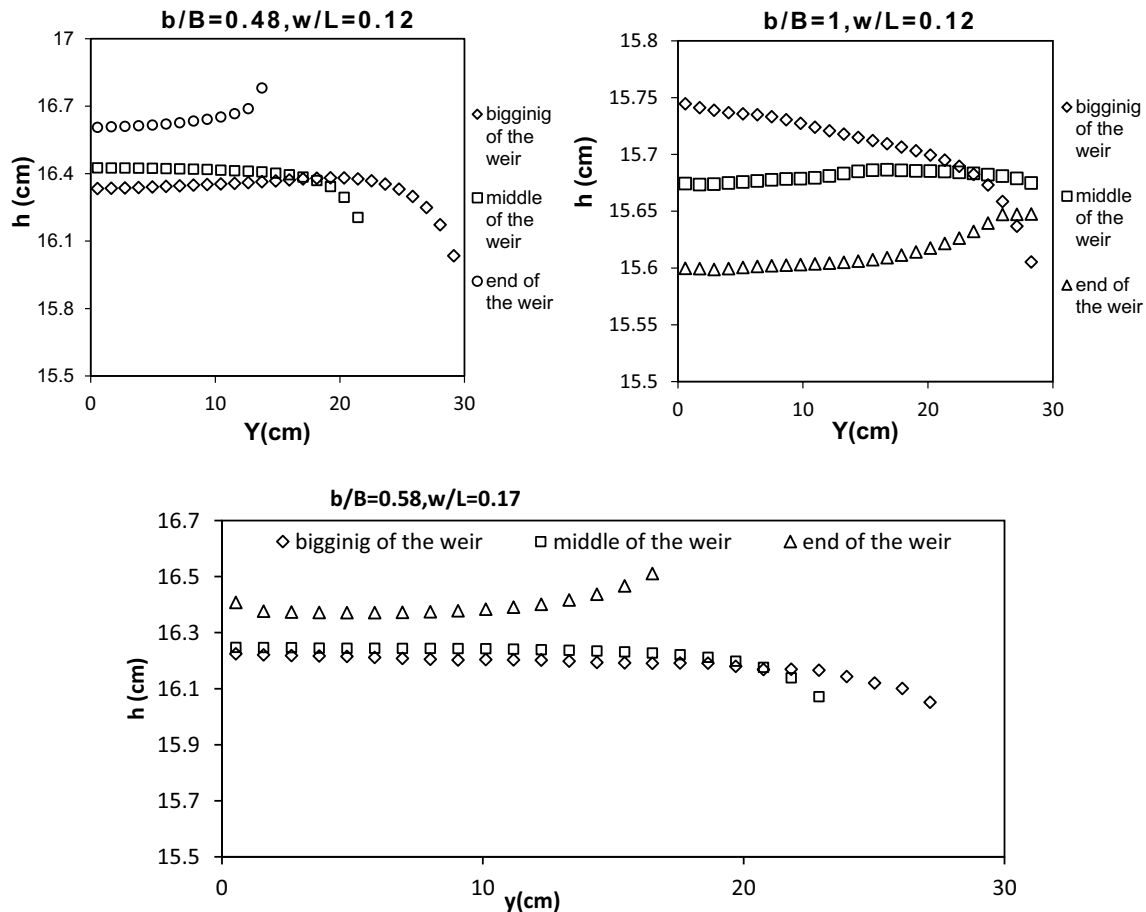 b/B=0.48,w/L=0.12
17
16.7
16.4
16.1
15.8
15.5
h (cm)
0
10
20
30
Y(cm)
bigginig
of the
weir
middle
of the
weir
end of
the weir
b/B=1,w/L=0.12
15.8
15.75
15.7
15.65
15.6
15.55
15.5
h (cm)
0
10
20
30
Y(cm)
bigginig
of the
weir
middle
of the
weir
end of
the weir
b/B=0.58,w/L=0.17
16.7
16.5
16.3
16.1
15.9
15.7
15.5
h (cm)
bigginig of the weir
middle of the weir
end of the weir
0
10
20
30
y(cm)